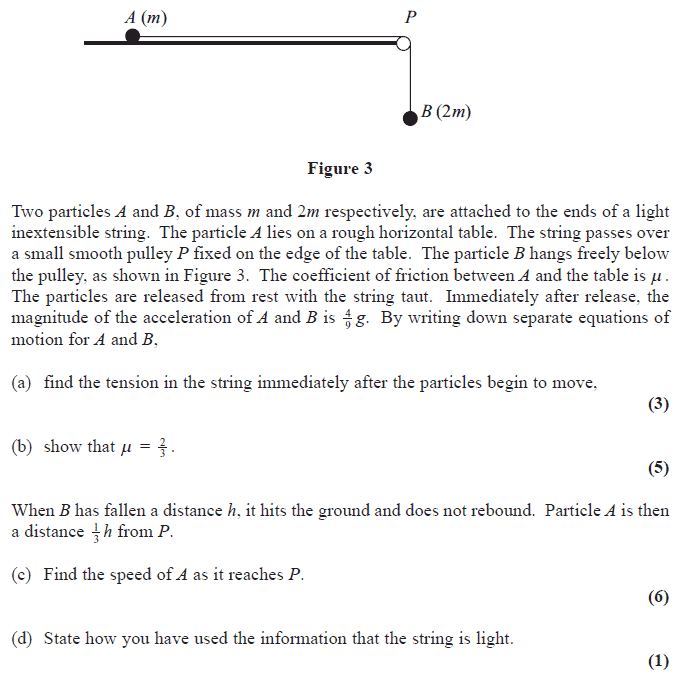 A (m)
P
B (2m)
Figure 3
Two particles A and B, of mass m and 2m respectively, are attached to the ends of a light
inextensible string. The particle A lies on a rough horizontal table. The string passes over
a small smooth pulley P fixed on the edge of the table. The particle B hangs freely below
the pulley, as shown in Figure 3. The coefficient of friction between A and the table is μ.
The particles are released from rest with the string taut. Immediately after release, the
magnitude of the acceleration of A and B is 4/9 g. By writing down separate equations of
motion for A and B,
(a) find the tension in the string immediately after the particles begin to move,
(3)
(b) show that μ = 2/3.
(5)
When B has fallen a distance h, it hits the ground and does not rebound. Particle A is then
a distance 1/3 h from P.
(c) Find the speed of A as it reaches P.
(6)
(d) State how you have used the information that the string is light.
(1)